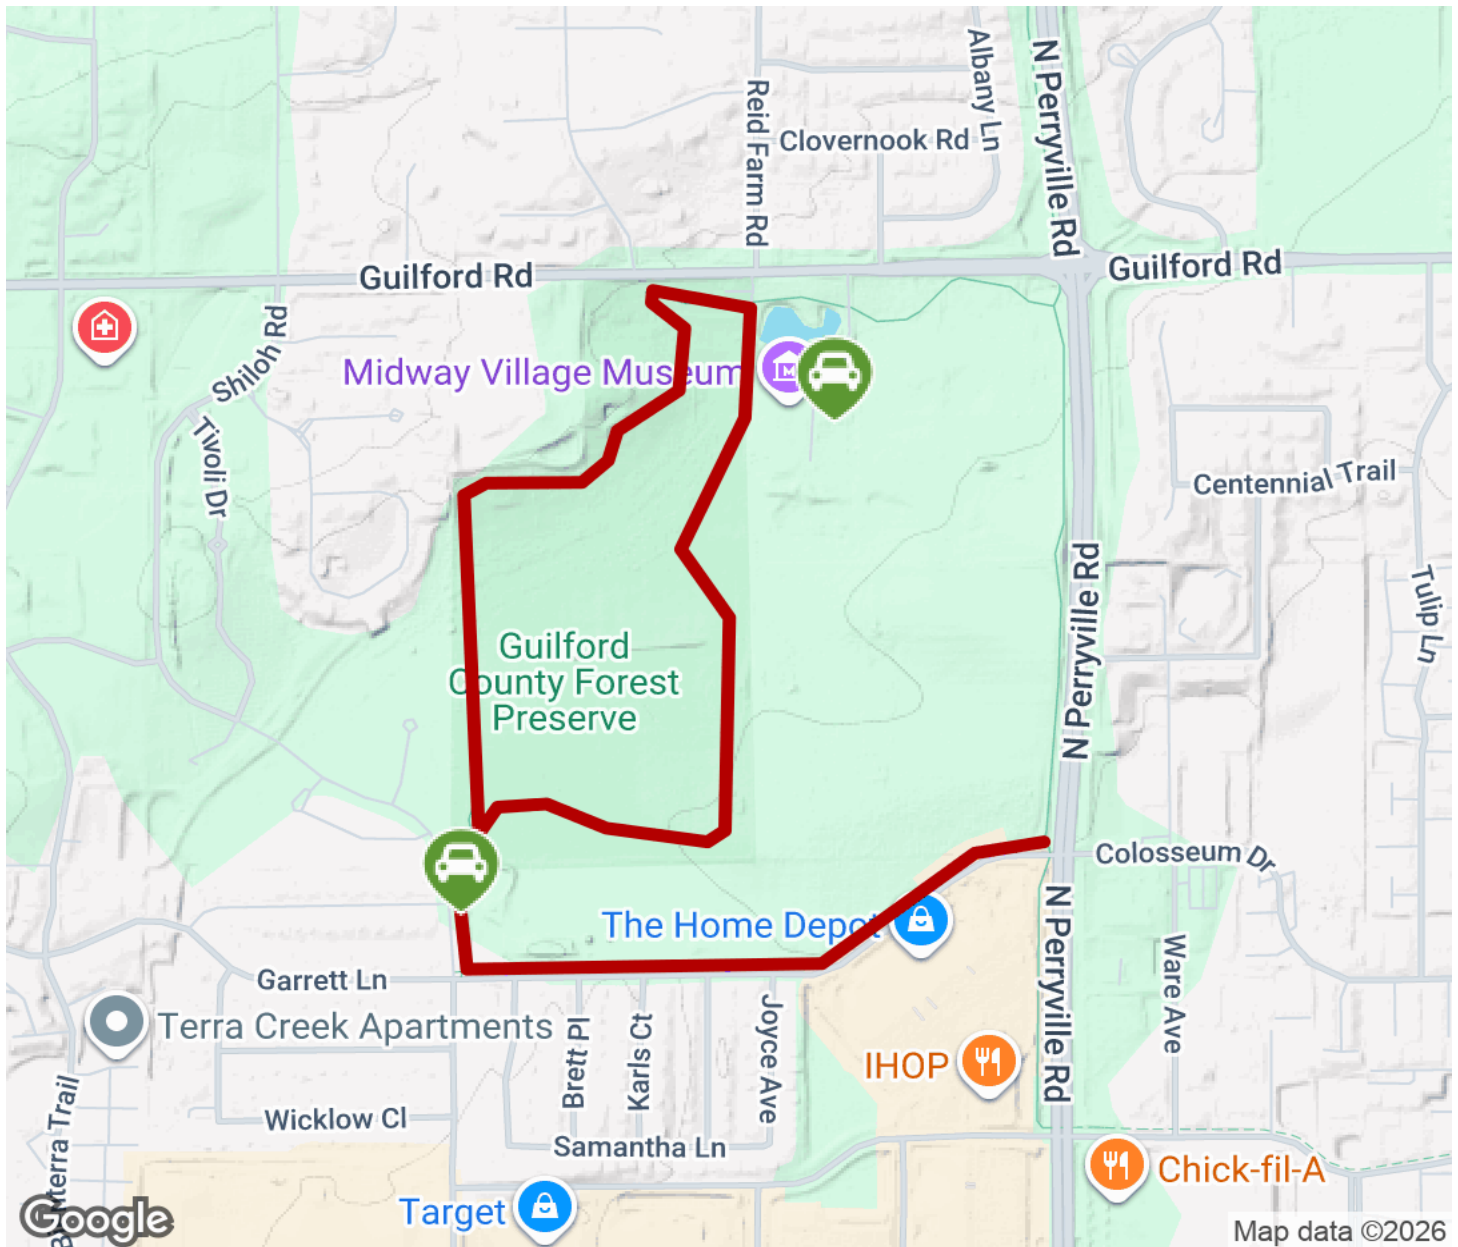 Albany Ln
N Perryville Rd
Reid Farm Rd
Clovernook Rd
Guilford Rd
Guilford Rd
Shiloh Rd
Midway Village Museum
Tivoli Dr
Centennial Trail
N Perryville Rd
Tulip Ln
Guilford
County Forest
Preserve
Colosseum Dr
The Home Depot
N Perryville Rd
Ware Ave
Garrett Ln
Terra Creek Apartments
Brett Pl
Karls Ct
Joyce Ave
IHOP
Wicklow Cl
Samantha Ln
Chick-fil-A
Target
Google
Map data ©2026